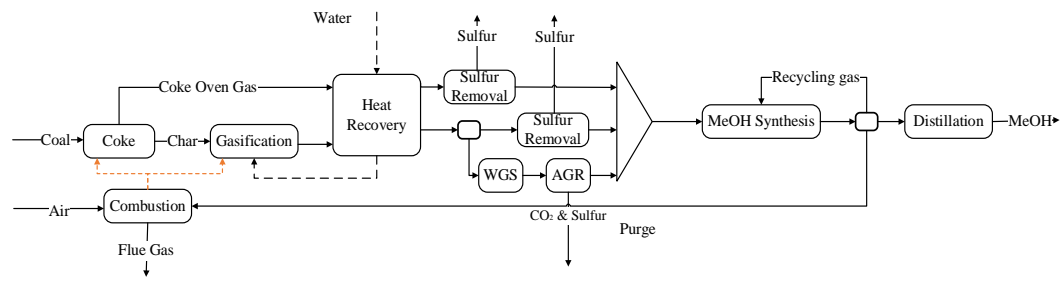 Water
Sulfur
Sulfur
Coke Oven Gas
Sulfur
Removal
Recycling gas
Heat
Recovery
Coal
Coke
Char
Gasification
Sulfur
Removal
MeOH Synthesis
Distillation
MeOH
WGS
AGR
Air
Combustion
CO₂ & Sulfur
Purge
Flue Gas